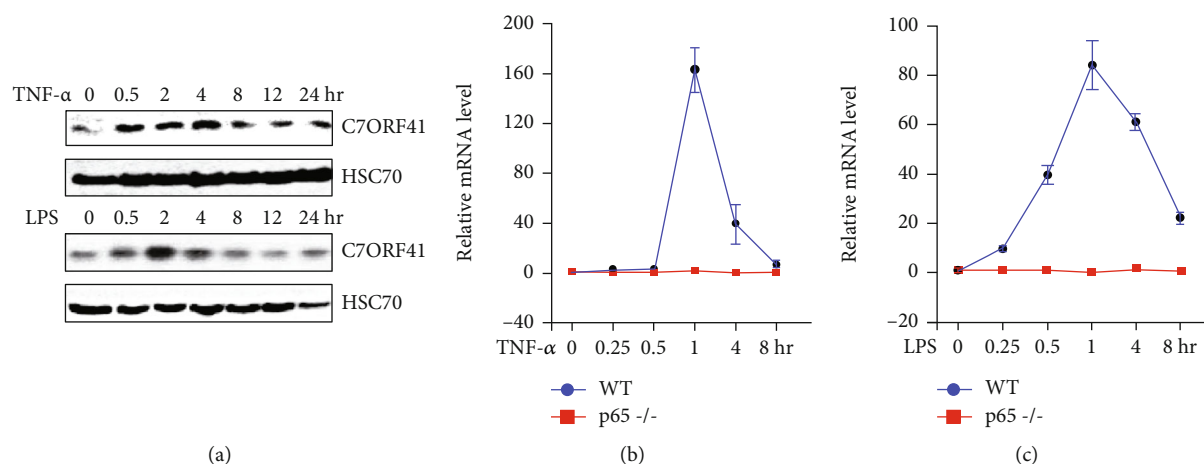 TNF-α 0 0.5 2 4 8 12 24 hr
C7ORF41
HSC70
LPS 0 0.5 2 4 8 12 24 hr
C7ORF41
HSC70
(a)
Relative mRNA level
200
160
120
80
40
0
–40
TNF-α 0 0.25 0.5 1 4 8 hr
WT
p65 -/-
(b)
Relative mRNA level
100
80
60
40
20
0
–20
LPS 0 0.25 0.5 1 4 8 hr
WT
p65 -/-
(c)